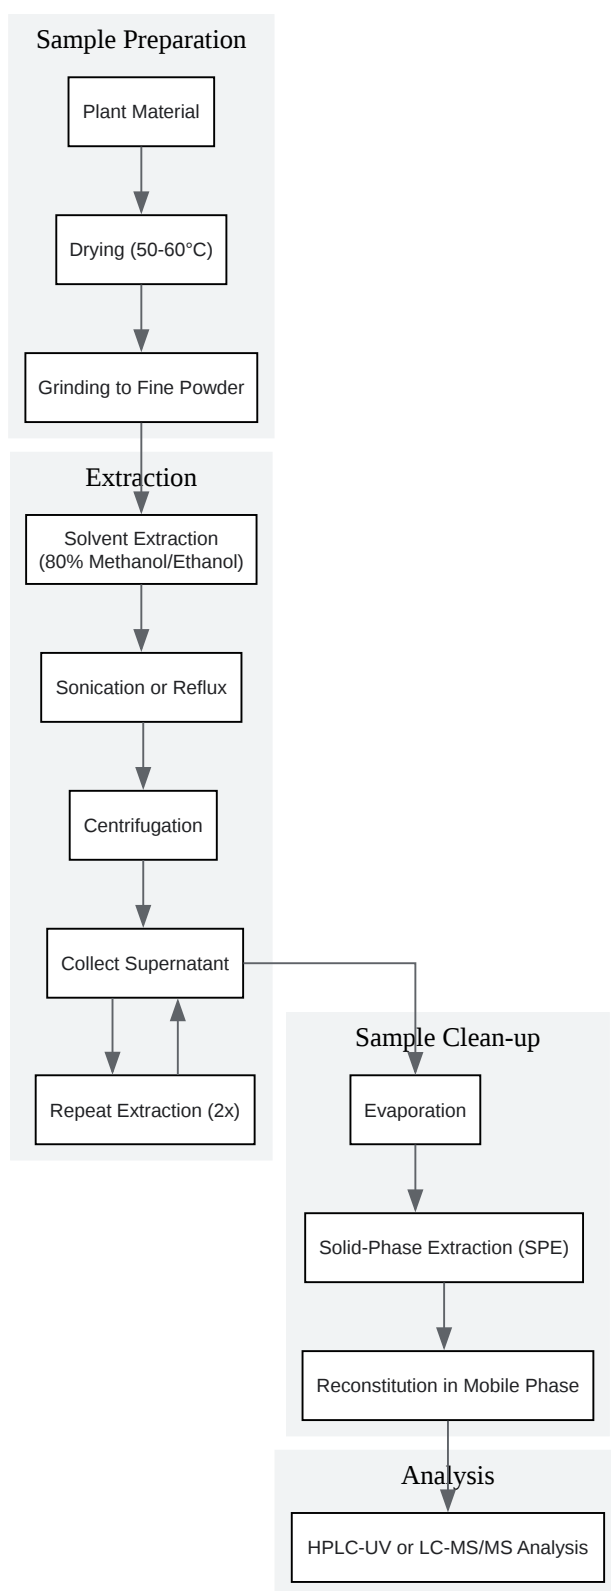 Sample Preparation
Plant Material
Drying (50-60°C)
Grinding to Fine Powder
Extraction
Solvent Extraction
(80% Methanol/Ethanol)
Sonication or Reflux
Centrifugation
Collect Supernatant
Repeat Extraction (2x)
Sample Clean-up
Evaporation
Solid-Phase Extraction (SPE)
Reconstitution in Mobile Phase
Analysis
HPLC-UV or LC-MS/MS Analysis